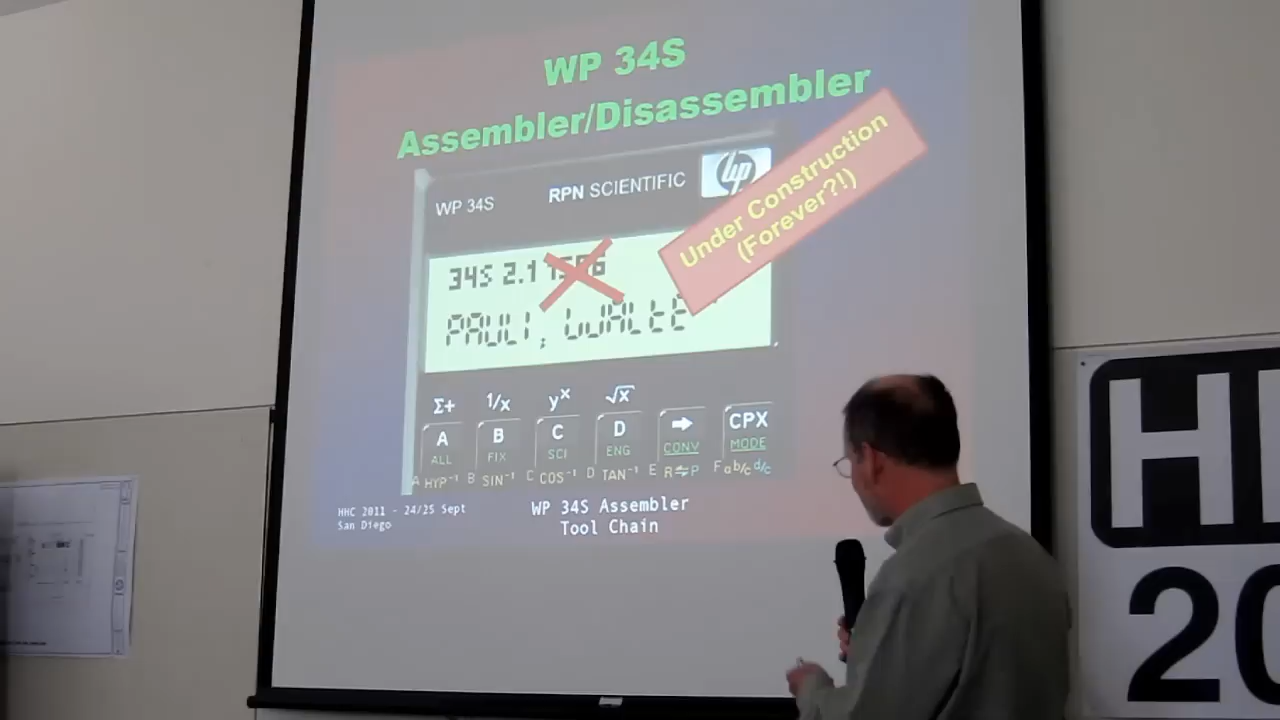 WP 34S
Assembler/Disassembler
Under Construction
(Forever?!)
WP 34S RPN SCIENTIFIC hp
34S 2.1
PAULI, WALTE
Σ+ 1/x yˣ √x
A B C D ➡ CPX
ALL FIX SCI ENG CONV MODE
A HYP⁻¹ B SIN⁻¹ C COS⁻¹ D TAN⁻¹ E R⇆P F a b/c d/c
HHC 2011 - 24/25 Sept
San Diego
WP 34S Assembler
Tool Chain
HH
20